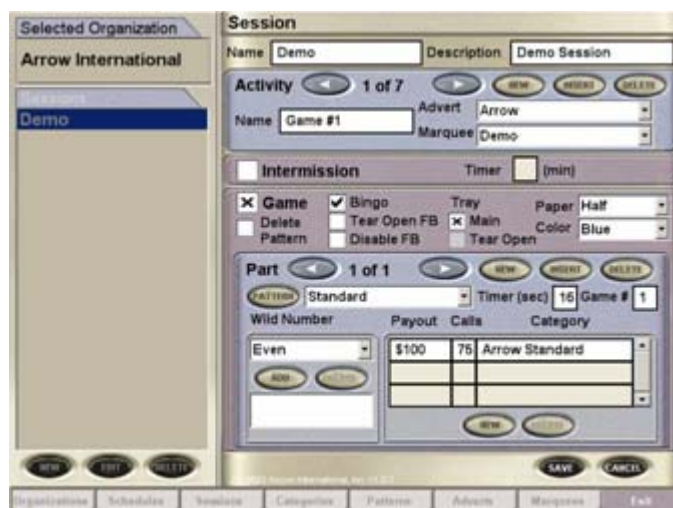 Selected Organization
Arrow International
Sessions
Demo
NEW EDIT DELETE
Session
Name Demo Description Demo Session
Activity 1 of 7 NEW INSERT DELETE
Name Game #1 Advert Arrow
Marquee Demo
Intermission Timer (min)
Game Bingo Tray Paper Half
Delete Pattern Tear Open FB Main Color Blue
Disable FB Tear Open
Part 1 of 1 NEW INSERT DELETE
PATTERN Standard Timer (sec) 16 Game # 1
Wild Number Payout Calls Category
Even $100 75 Arrow Standard
ADD DELETE
NEW DELETE
SAVE CANCEL
Organizations Schedules Sessions Categories Patterns Adverts Marquees Exit